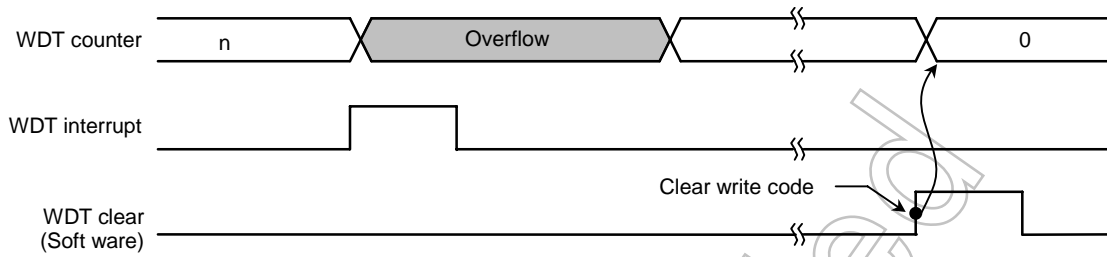 WDT counter
n
Overflow
0
WDT interrupt
Clear write code
WDT clear
(Soft ware)